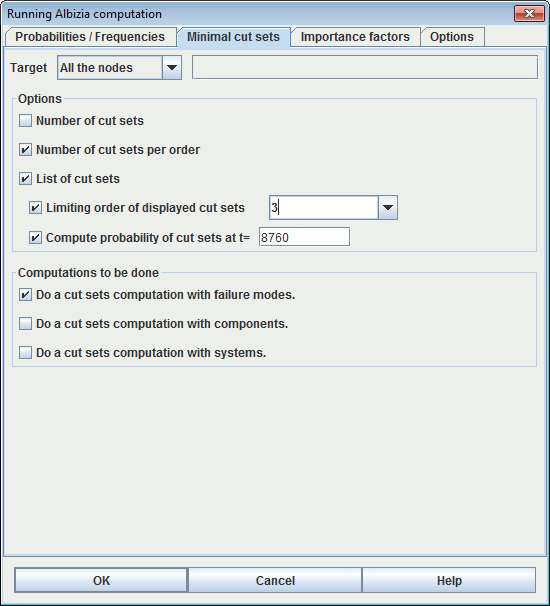 Running Albizia computation
Probabilities / Frequencies Minimal cut sets Importance factors Options
Target All the nodes
Options
Number of cut sets
Number of cut sets per order
List of cut sets
Limiting order of displayed cut sets 3
Compute probability of cut sets at t= 8760
Computations to be done
Do a cut sets computation with failure modes.
Do a cut sets computation with components.
Do a cut sets computation with systems.
OK Cancel Help